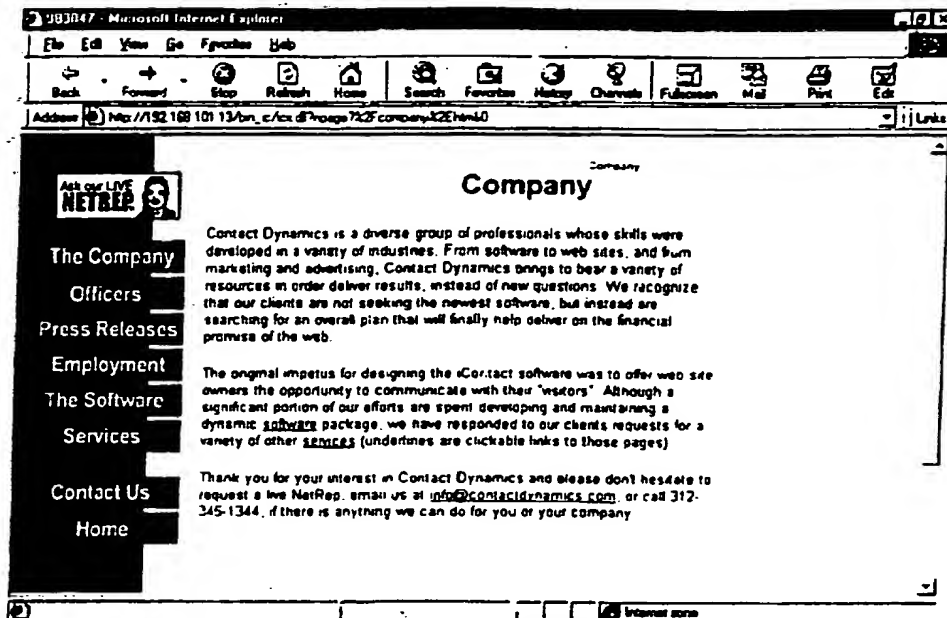 983047 - Microsoft Internet Explorer
File Edit View Go Favorites Help
Back Forward Stop Refresh Home Search Favorites History Channels Fullscreen Mail Print Edit
Address Links
Company
Ask our LIVE
NETREP
Company
The Company
Officers
Press Releases
Employment
The Software
Services
Contact Us
Home
Contact Dynamics is a diverse group of professionals whose skills were
developed in a variety of industries. From software to web sites, and from
marketing and advertising, Contact Dynamics brings to bear a variety of
resources in order deliver results, instead of new questions. We recognize
that our clients are not seeking the newest software, but instead are
searching for an overall plan that will finally help deliver on the financial
promise of the web.
The original impetus for designing the iContact software was to offer web site
owners the opportunity to communicate with their "visitors". Although a
significant portion of our efforts are spent developing and maintaining a
dynamic software package, we have responded to our clients requests for a
variety of other services (underlines are clickable links to those pages)
Thank you for your interest in Contact Dynamics and please don't hesitate to
request a live NetRep, email us at info@contactdynamics.com, or call 312-
345-1344, if there is anything we can do for you or your company
Internet zone